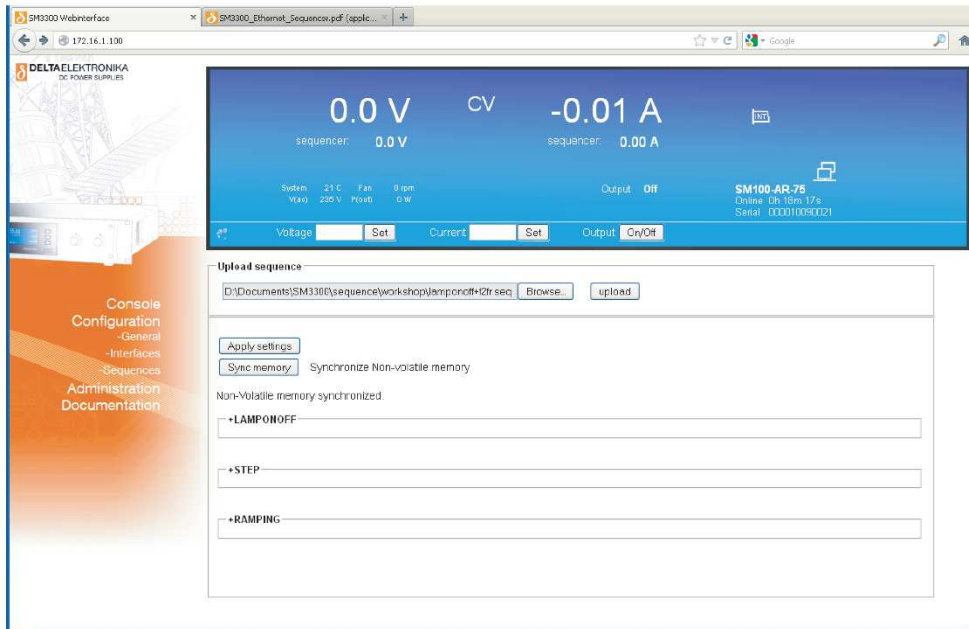 SM3300 Webinterface
SM3300_Ethernet_Sequencer.pdf (applic...
172.16.1.100
Google
DELTAELEKTRONIKA
DC POWER SUPPLIES
0.0 V CV -0.01 A
INT
sequencer: 0.0 V sequencer: 0.00 A
System 21 C Fan 0 rpm
V(ac) 235 V P(out) 0 W
Output Off
SM100-AR-75
Online 0h 18m 17s
Serial 000010090021
Voltage Set Current Set Output On/Off
Upload sequence
D:\Documents\SM3300\sequence\workshop\lamponoff+t2fr.seq Browse... upload
Console
Configuration
-General
-Interfaces
-Sequences
Administration
Documentation
Apply settings
Sync memory Synchronize Non-volatile memory
Non-Volatile memory synchronized.
+LAMPONOFF
+STEP
+RAMPING